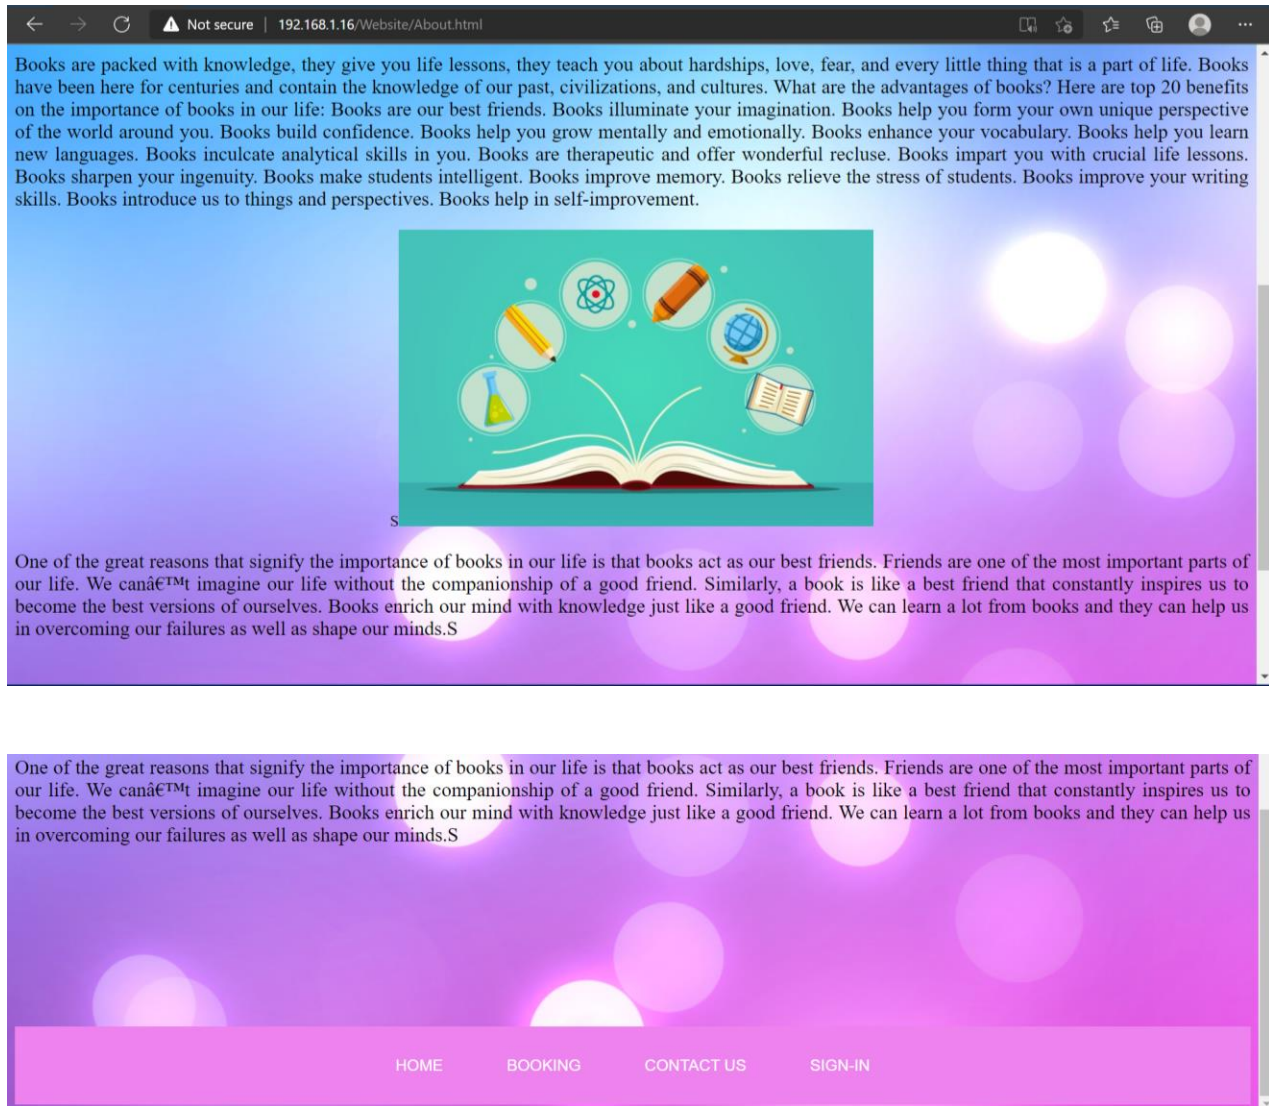 Not secure | 192.168.1.16/Website/About.html
Books are packed with knowledge, they give you life lessons, they teach you about hardships, love, fear, and every little thing that is a part of life. Books
have been here for centuries and contain the knowledge of our past, civilizations, and cultures. What are the advantages of books? Here are top 20 benefits
on the importance of books in our life: Books are our best friends. Books illuminate your imagination. Books help you form your own unique perspective
of the world around you. Books build confidence. Books help you grow mentally and emotionally. Books enhance your vocabulary. Books help you learn
new languages. Books inculcate analytical skills in you. Books are therapeutic and offer wonderful recluse. Books impart you with crucial life lessons.
Books sharpen your ingenuity. Books make students intelligent. Books improve memory. Books relieve the stress of students. Books improve your writing
skills. Books introduce us to things and perspectives. Books help in self-improvement.
S
One of the great reasons that signify the importance of books in our life is that books act as our best friends. Friends are one of the most important parts of
our life. We canâ€™t imagine our life without the companionship of a good friend. Similarly, a book is like a best friend that constantly inspires us to
become the best versions of ourselves. Books enrich our mind with knowledge just like a good friend. We can learn a lot from books and they can help us
in overcoming our failures as well as shape our minds.S
One of the great reasons that signify the importance of books in our life is that books act as our best friends. Friends are one of the most important parts of
our life. We canâ€™t imagine our life without the companionship of a good friend. Similarly, a book is like a best friend that constantly inspires us to
become the best versions of ourselves. Books enrich our mind with knowledge just like a good friend. We can learn a lot from books and they can help us
in overcoming our failures as well as shape our minds.S
HOME BOOKING CONTACT US SIGN-IN